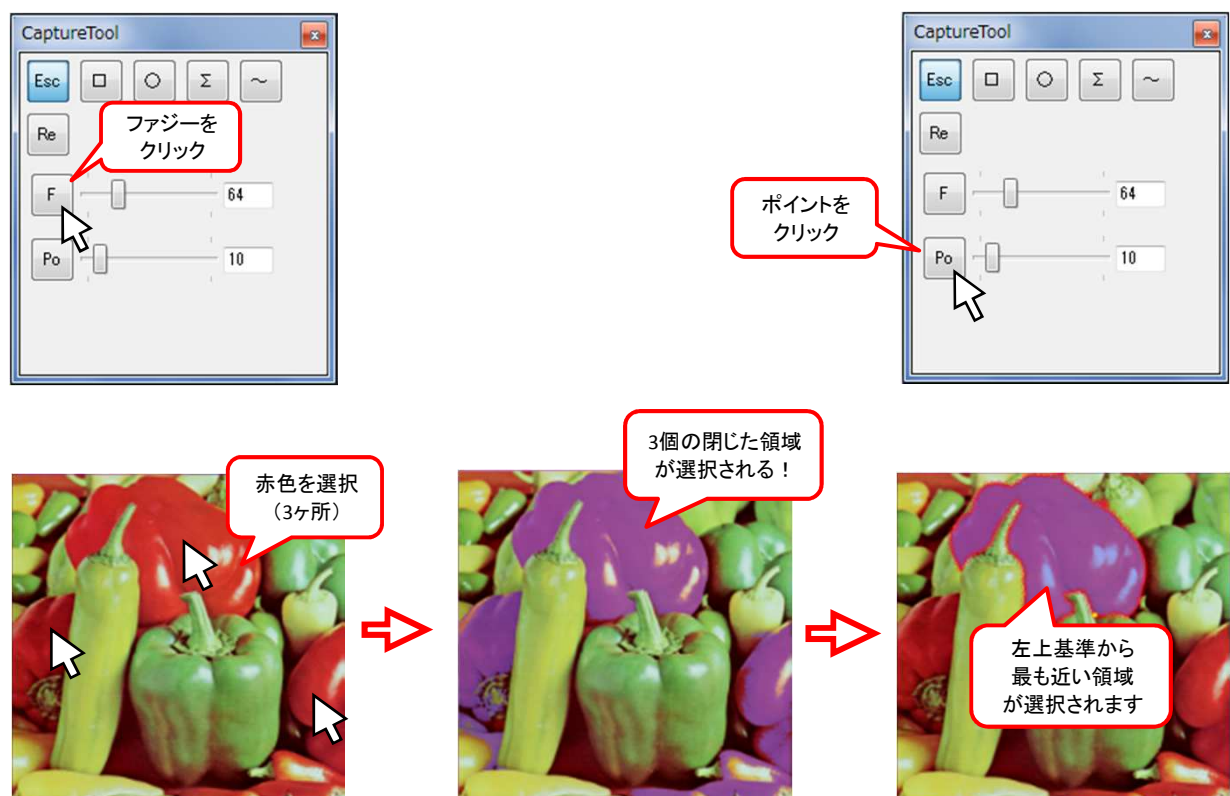 CaptureTool
x
Esc □ ○ Σ ～
Re
ファジーを
クリック
F 64
Po 10
CaptureTool
x
Esc □ ○ Σ ～
Re
F 64
ポイントを
クリック
Po 10
赤色を選択
（3ヶ所）
3個の閉じた領域
が選択される！
左上基準から
最も近い領域
が選択されます